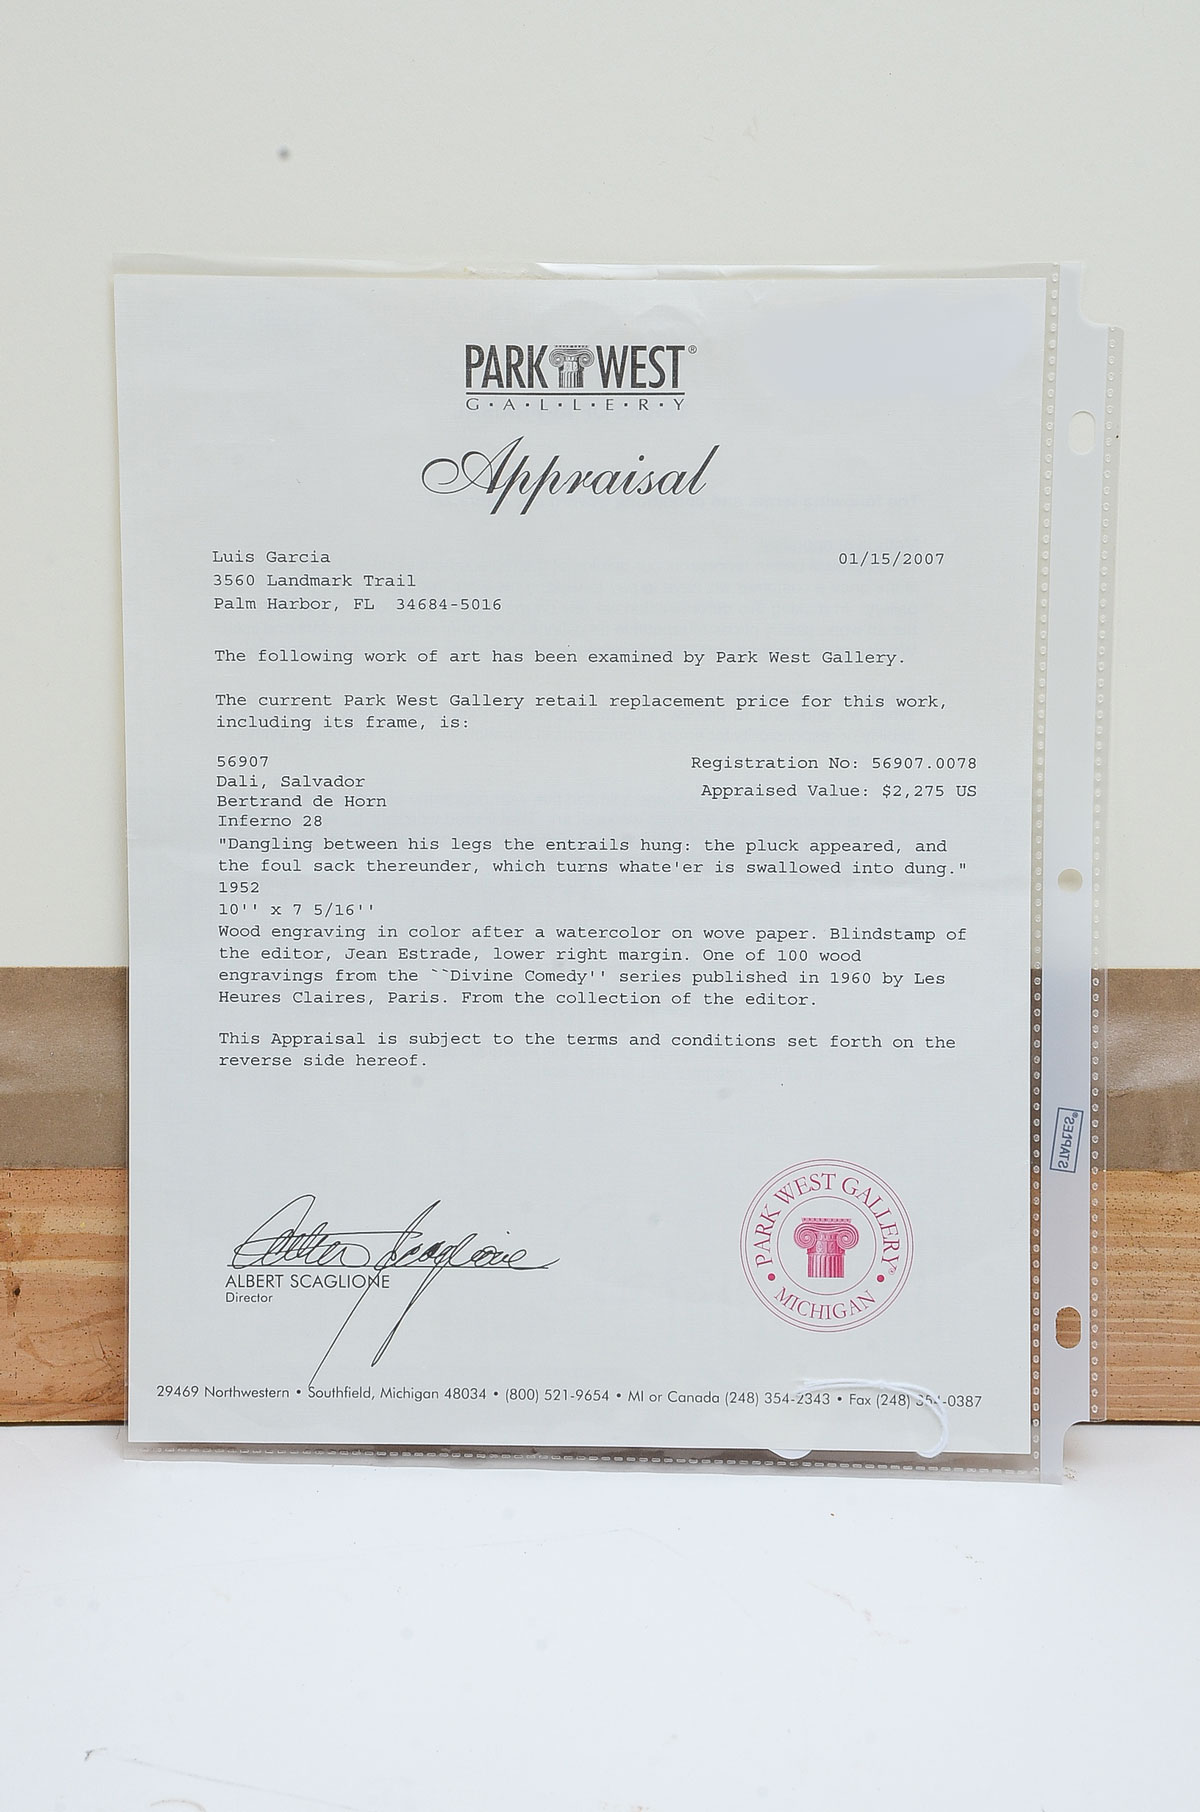 PARK WEST®
G·A·L·L·E·R·Y
Appraisal
Luis Garcia 01/15/2007
3560 Landmark Trail
Palm Harbor, FL 34684-5016
The following work of art has been examined by Park West Gallery.
The current Park West Gallery retail replacement price for this work,
including its frame, is:
56907 Registration No: 56907.0078
Dali, Salvador Appraised Value: $2,275 US
Bertrand de Horn
Inferno 28
"Dangling between his legs the entrails hung: the pluck appeared, and
the foul sack thereunder, which turns whate'er is swallowed into dung."
1952
10'' x 7 5/16''
Wood engraving in color after a watercolor on wove paper. Blindstamp of
the editor, Jean Estrade, lower right margin. One of 100 wood
engravings from the ``Divine Comedy'' series published in 1960 by Les
Heures Claires, Paris. From the collection of the editor.
This Appraisal is subject to the terms and conditions set forth on the
reverse side hereof.
STAPLES®
Albert Scaglione
ALBERT SCAGLIONE
Director
PARK WEST GALLERY®
• MICHIGAN •
29469 Northwestern • Southfield, Michigan 48034 • (800) 521-9654 • MI or Canada (248) 354-2343 • Fax (248) 354-0387